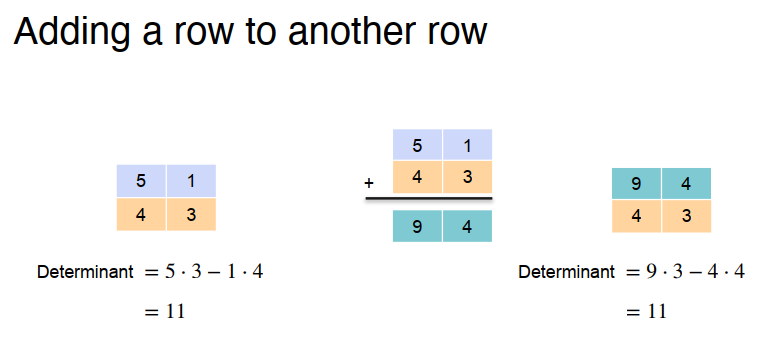 Adding a row to another row
5 1
4 3
Determinant = 5 · 3 − 1 · 4
= 11
5 1
+ 4 3
9 4
9 4
4 3
Determinant = 9 · 3 − 4 · 4
= 11